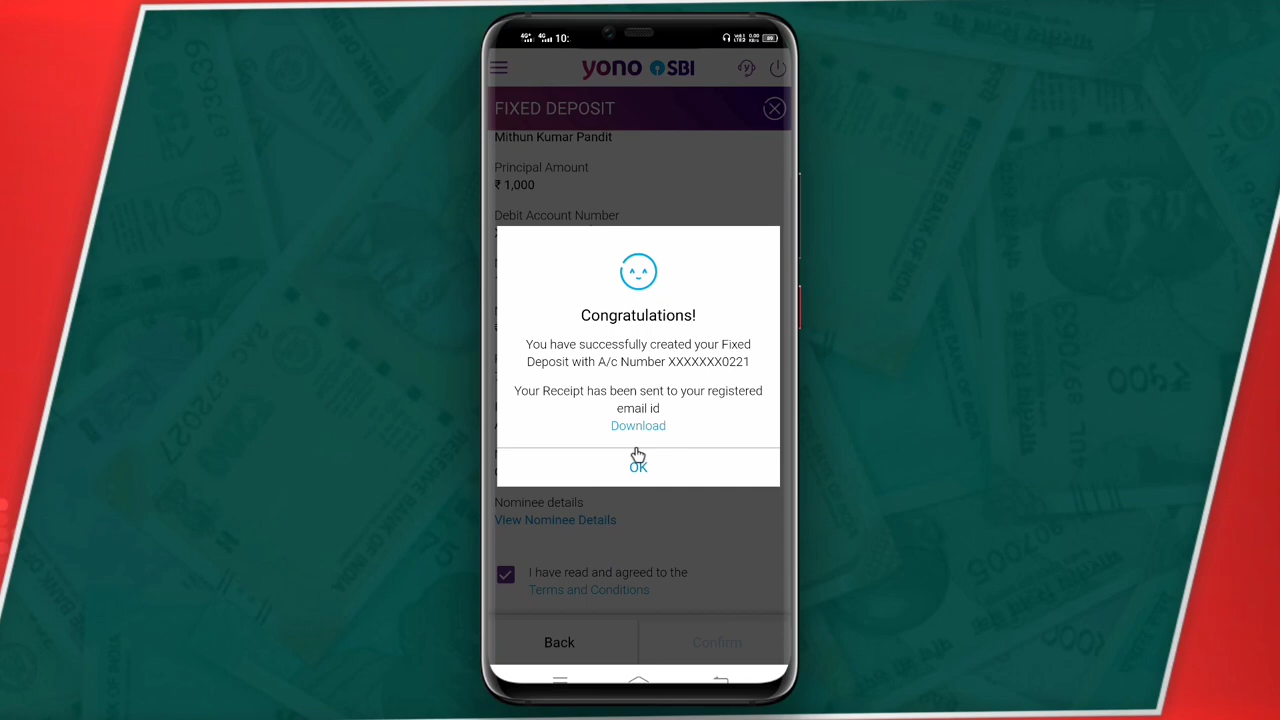 4G+ 4G 10:
yono SBI
FIXED DEPOSIT
Mithun Kumar Pandit
Principal Amount
₹ 1,000
Debit Account Number
Congratulations!
You have successfully created your Fixed
Deposit with A/c Number XXXXXXX0221
Your Receipt has been sent to your registered
email id
Download
OK
Nominee details
View Nominee Details
I have read and agreed to the
Terms and Conditions
Back
Confirm